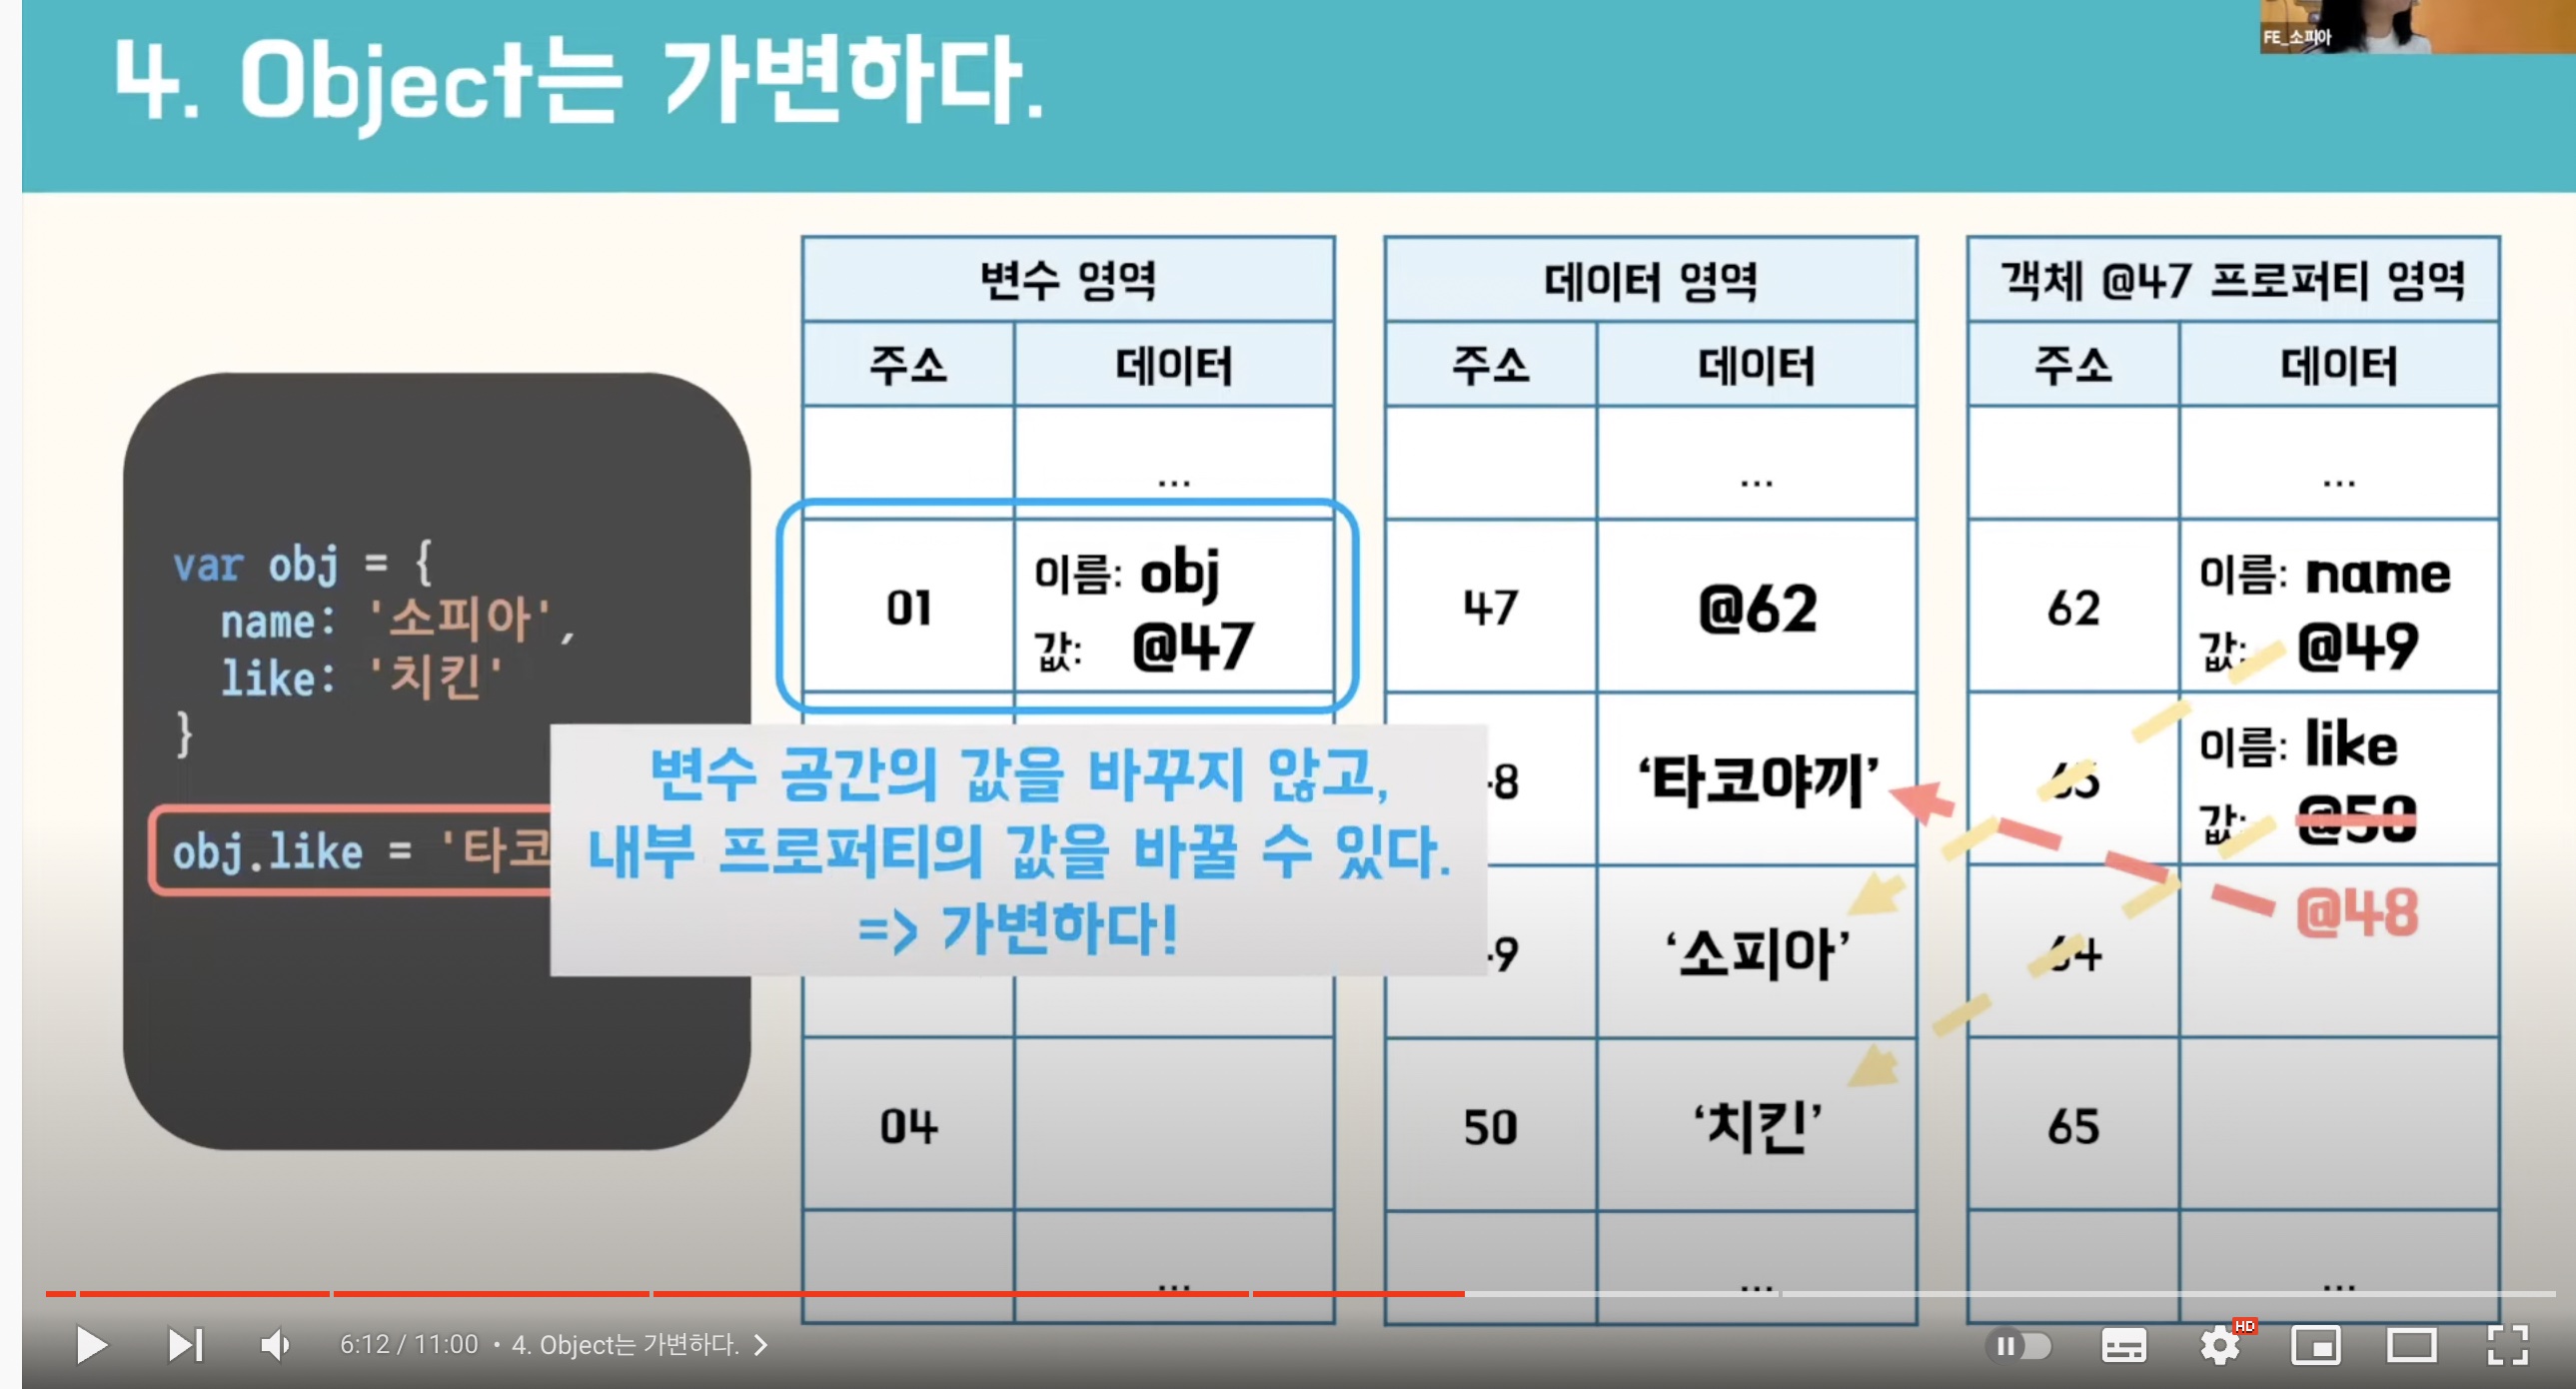 4. Object는 가변하다.
FE_소피아
var obj = {
name: '소피아',
like: '치킨'
}
obj.like = '타코
변수 영역
주소 데이터
...
01 이름: obj
값: @47
04
...
변수 공간의 값을 바꾸지 않고,
내부 프로퍼티의 값을 바꿀 수 있다.
=> 가변하다!
데이터 영역
주소 데이터
...
47 @62
8 '타코야끼'
9 '소피아'
50 '치킨'
...
객체 @47 프로퍼티 영역
주소 데이터
...
62 이름: name
값: @49
이름: like
값: @50
@48
64
65
...
6:12 / 11:00 • 4. Object는 가변하다.
HD